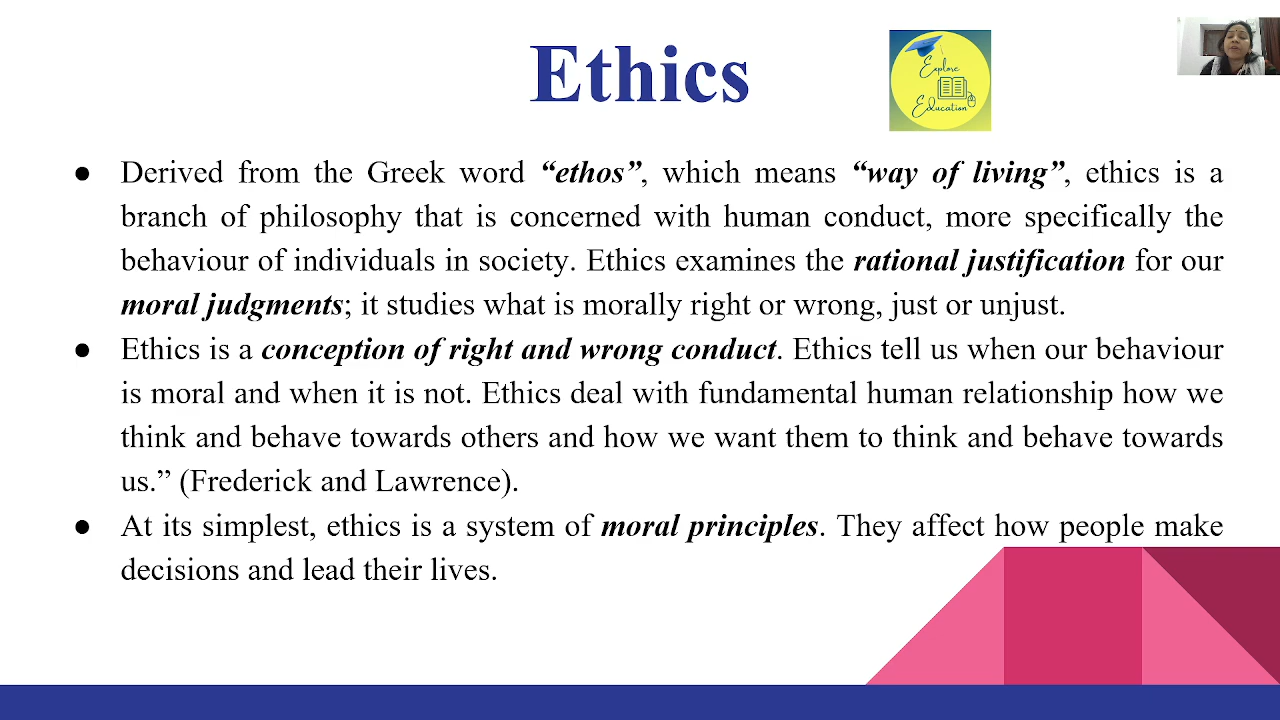 Ethics
Explore
Education
● Derived from the Greek word “ethos”, which means “way of living”, ethics is a
branch of philosophy that is concerned with human conduct, more specifically the
behaviour of individuals in society. Ethics examines the rational justification for our
moral judgments; it studies what is morally right or wrong, just or unjust.
● Ethics is a conception of right and wrong conduct. Ethics tell us when our behaviour
is moral and when it is not. Ethics deal with fundamental human relationship how we
think and behave towards others and how we want them to think and behave towards
us.” (Frederick and Lawrence).
● At its simplest, ethics is a system of moral principles. They affect how people make
decisions and lead their lives.